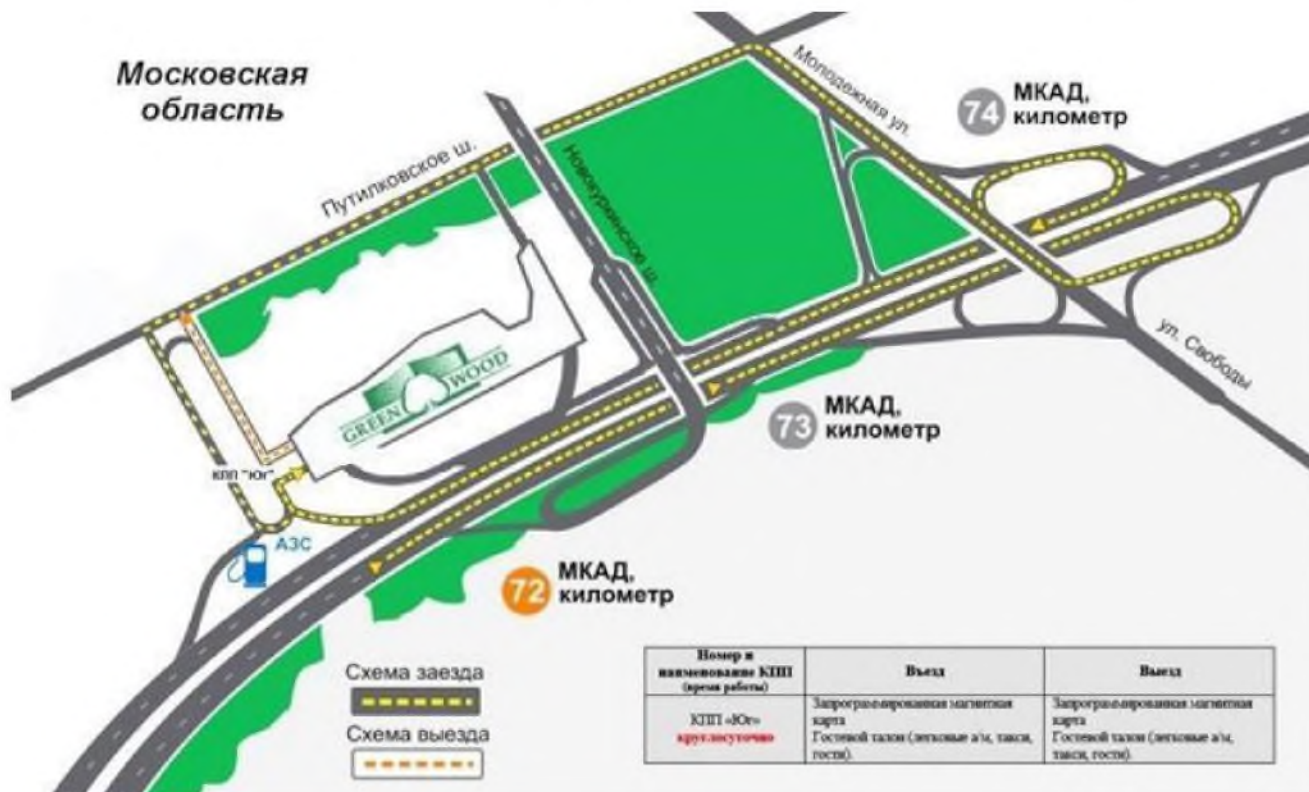 Московская
область
Путилковское ш.
Новокуркинское ш.
Молодежная ул.
74
МКАД,
километр
ул. Свободы
GREEN WOOD
73
МКАД,
километр
КПП "Юг"
АЗС
72
МКАД,
километр
Схема заезда
Схема выезда
Номер и
наименование КПП
(время работы)
Въезд
Выезд
КПП «Юг»
круглосуточно
Запрограммированная магнитная
карта
Гостевой талон (легковые а/м, такси,
гости).
Запрограммированная магнитная
карта
Гостевой талон (легковые а/м,
такси, гости).